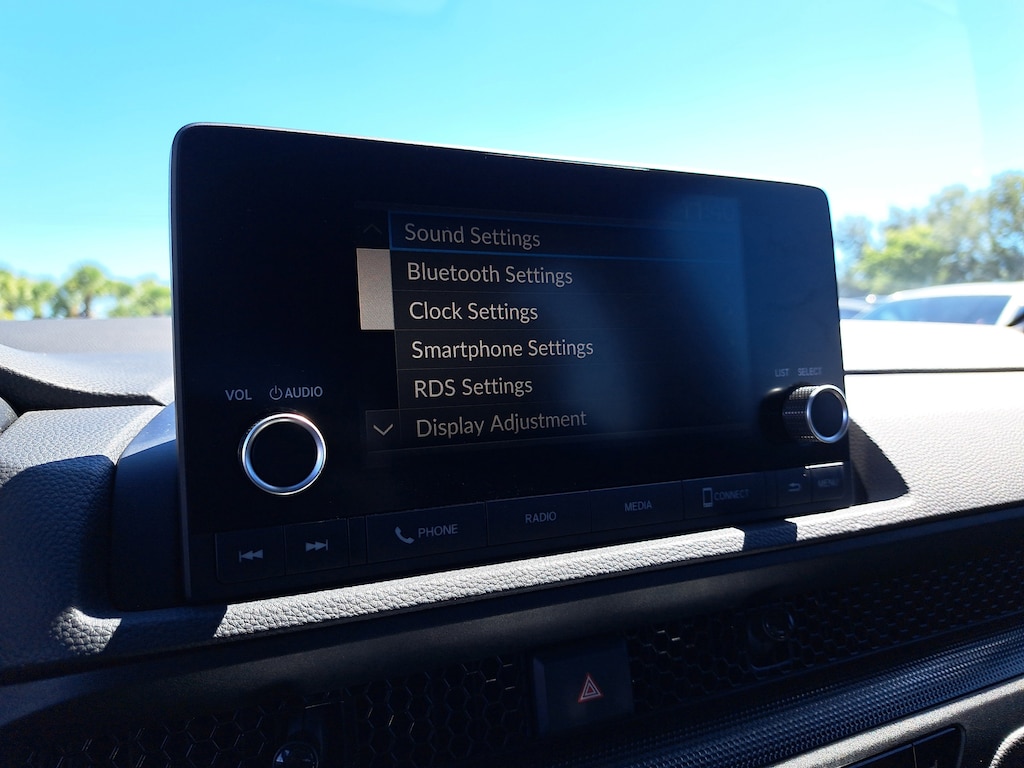 Sound Settings
Bluetooth Settings
Clock Settings
Smartphone Settings
RDS Settings
Display Adjustment
VOL AUDIO
LIST SELECT
PHONE RADIO MEDIA CONNECT MENU